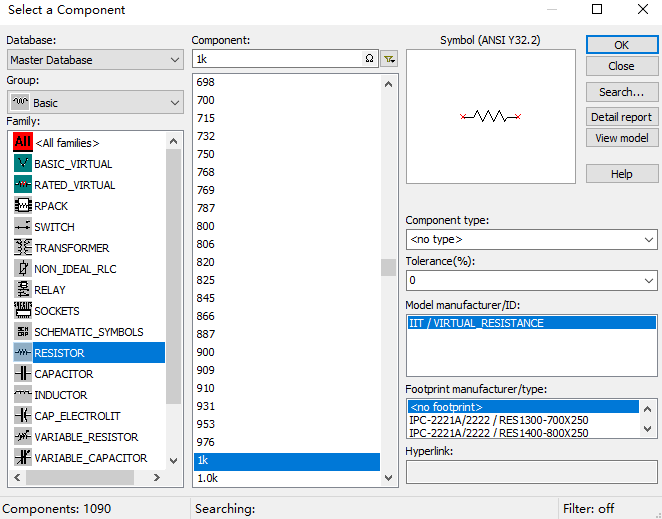 Select a Component
Database:
Master Database
Group:
Basic
Family:
All <All families>
BASIC_VIRTUAL
RATED_VIRTUAL
RPACK
SWITCH
TRANSFORMER
NON_IDEAL_RLC
RELAY
SOCKETS
SCHEMATIC_SYMBOLS
RESISTOR
CAPACITOR
INDUCTOR
CAP_ELECTROLIT
VARIABLE_RESISTOR
VARIABLE_CAPACITOR
Component:
1k Ω
698
700
715
732
750
768
769
787
800
806
820
825
845
866
887
900
909
910
931
953
976
1k
1.0k
Symbol (ANSI Y32.2)
Component type:
<no type>
Tolerance(%):
0
Model manufacturer/ID:
IIT / VIRTUAL_RESISTANCE
Footprint manufacturer/type:
<no footprint>
IPC-2221A/2222 / RES1300-700X250
IPC-2221A/2222 / RES1400-800X250
Hyperlink:
OK
Close
Search...
Detail report
View model
Help
Components: 1090
Searching:
Filter: off